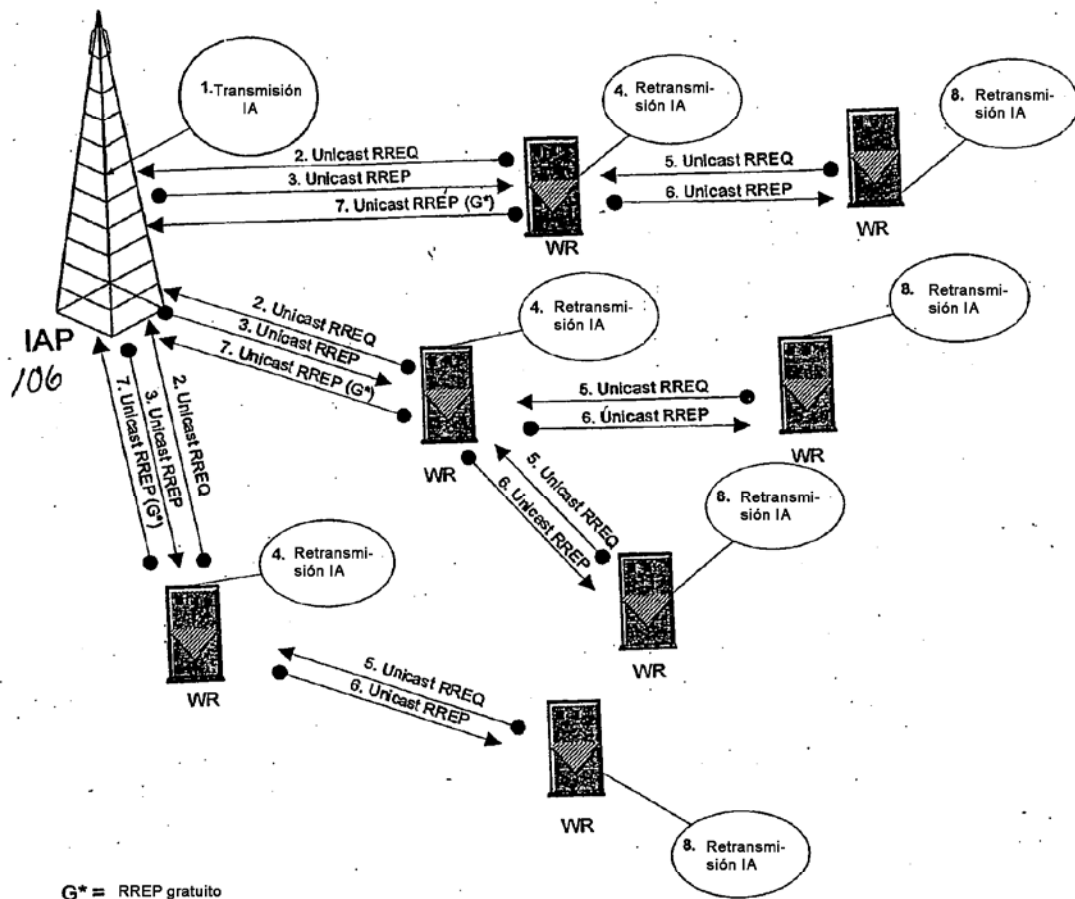 1. Transmisión
IA
4. Retransmi-
sión IA
8. Retransmi-
sión IA
2. Unicast RREQ
3. Unicast RREP
7. Unicast RREP (G*)
5. Unicast RREQ
6. Unicast RREP
WR
WR
IAP
106
2. Unicast RREQ
3. Unicast RREP
7. Unicast RREP (G*)
4. Retransmi-
sión IA
8. Retransmi-
sión IA
5. Unicast RREQ
6. Únicast RREP
WR
WR
5. Unicast RREQ
6. Unicast RREP
8. Retransmi-
sión IA
WR
2. Unicast RREQ
3. Unicast RREP
7. Unicast RREP (G*)
4. Retransmi-
sión IA
WR
5. Unicast RREQ
6. Unicast RREP
WR
8. Retransmi-
sión IA
G* = RREP gratuito